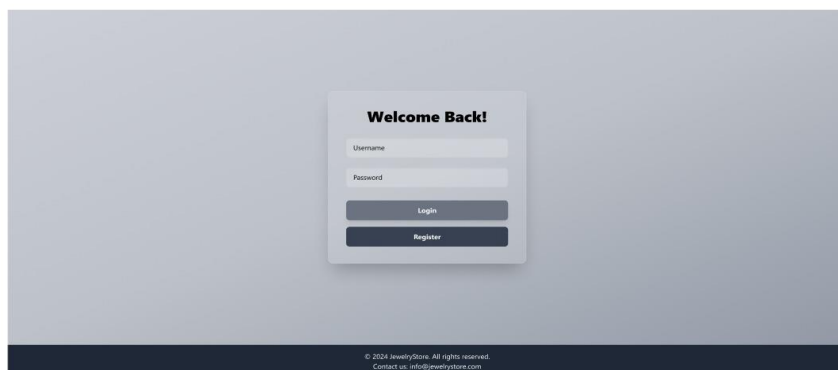 Welcome Back!
Username
Password
Login
Register
© 2024 JewelryStore. All rights reserved.
Contact us: info@jewelrystore.com